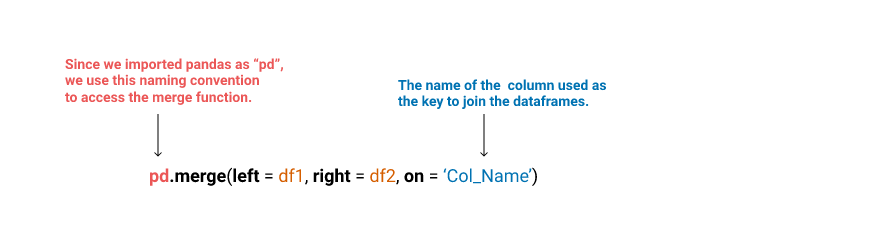 Since we imported pandas as “pd”,
we use this naming convention
to access the merge function.
The name of the column used as
the key to join the dataframes.
pd.merge(left = df1, right = df2, on = ‘Col_Name’)